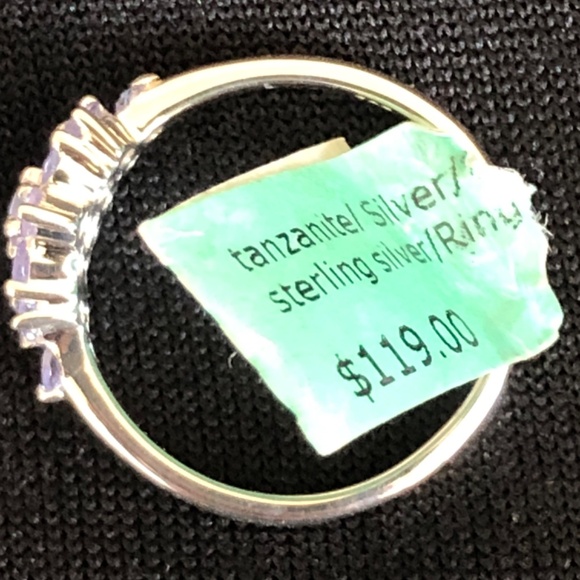 tanzanite/ Silver/
sterling silver/Ring
$119.00